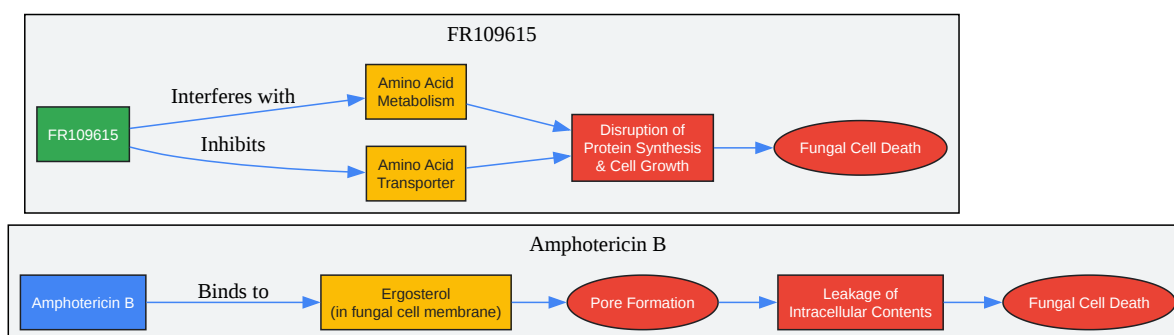 FR109615
Interferes with
Amino Acid
Metabolism
FR109615
Inhibits
Amino Acid
Transporter
Disruption of
Protein Synthesis
& Cell Growth
Fungal Cell Death
Amphotericin B
Amphotericin B
Binds to
Ergosterol
(in fungal cell membrane)
Pore Formation
Leakage of
Intracellular Contents
Fungal Cell Death